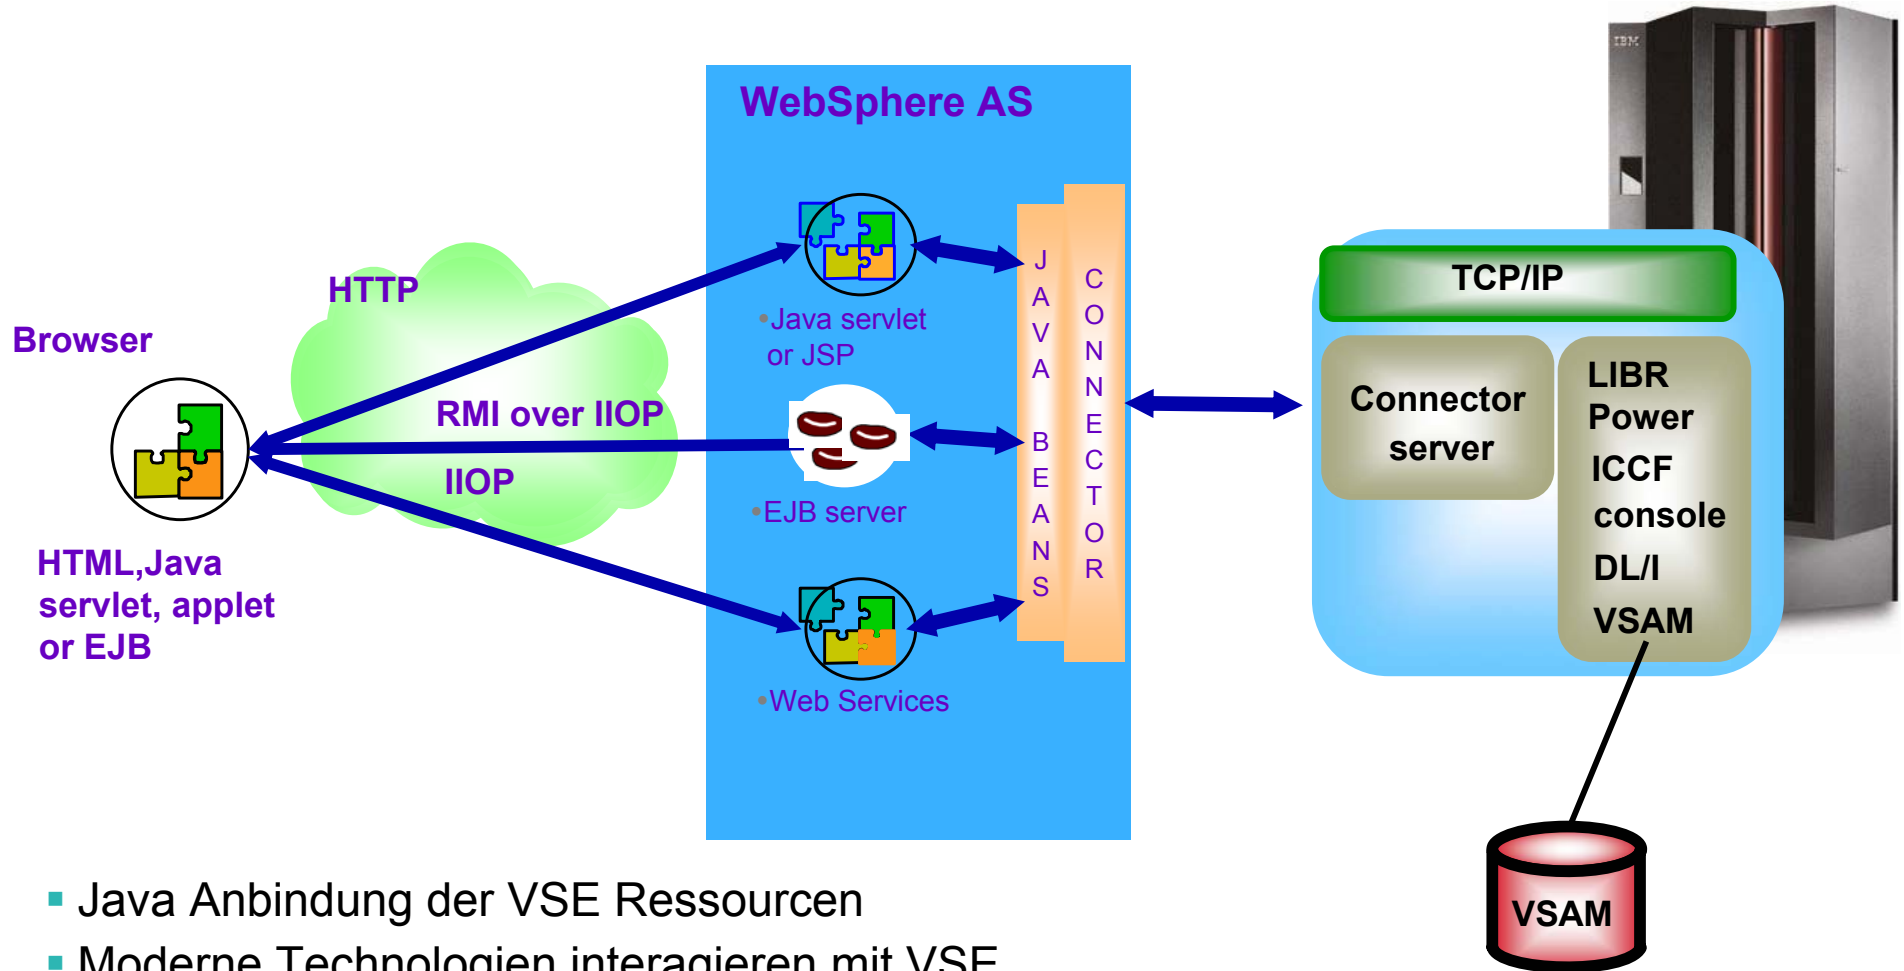 IBM
WebSphere AS
HTTP
Browser
RMI over IIOP
IIOP
HTML,Java
servlet, applet
or EJB
•Java servlet
or JSP
•EJB server
•Web Services
JAVA BEANS
CONNECTOR
TCP/IP
Connector
server
LIBR
Power
ICCF
console
DL/I
VSAM
VSAM
▪ Java Anbindung der VSE Ressourcen
▪ Moderne Technologien interagieren mit VSE